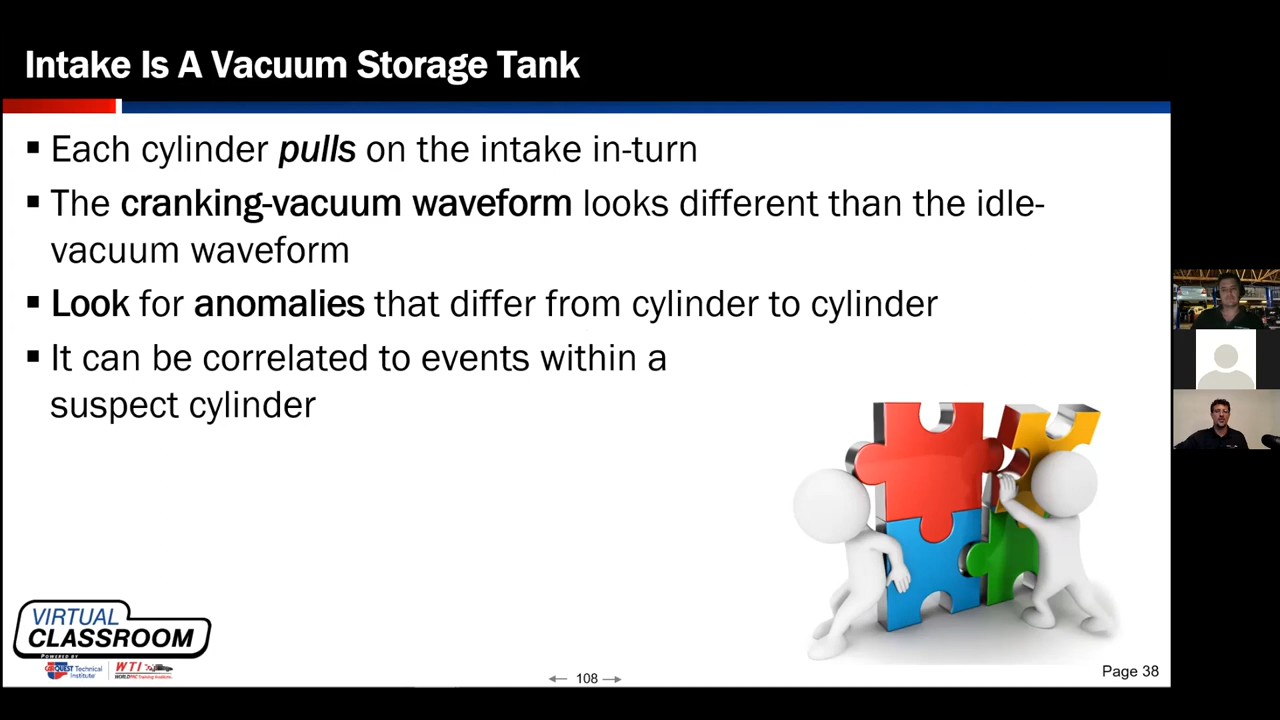 Intake Is A Vacuum Storage Tank
▪ Each cylinder pulls on the intake in-turn
▪ The cranking-vacuum waveform looks different than the idle-
vacuum waveform
▪ Look for anomalies that differ from cylinder to cylinder
▪ It can be correlated to events within a
suspect cylinder
VIRTUAL
CLASSROOM
POWERED BY
CARQUEST Technical
Institute
WTI
WORLDPAC Training Institute
Page 38
108